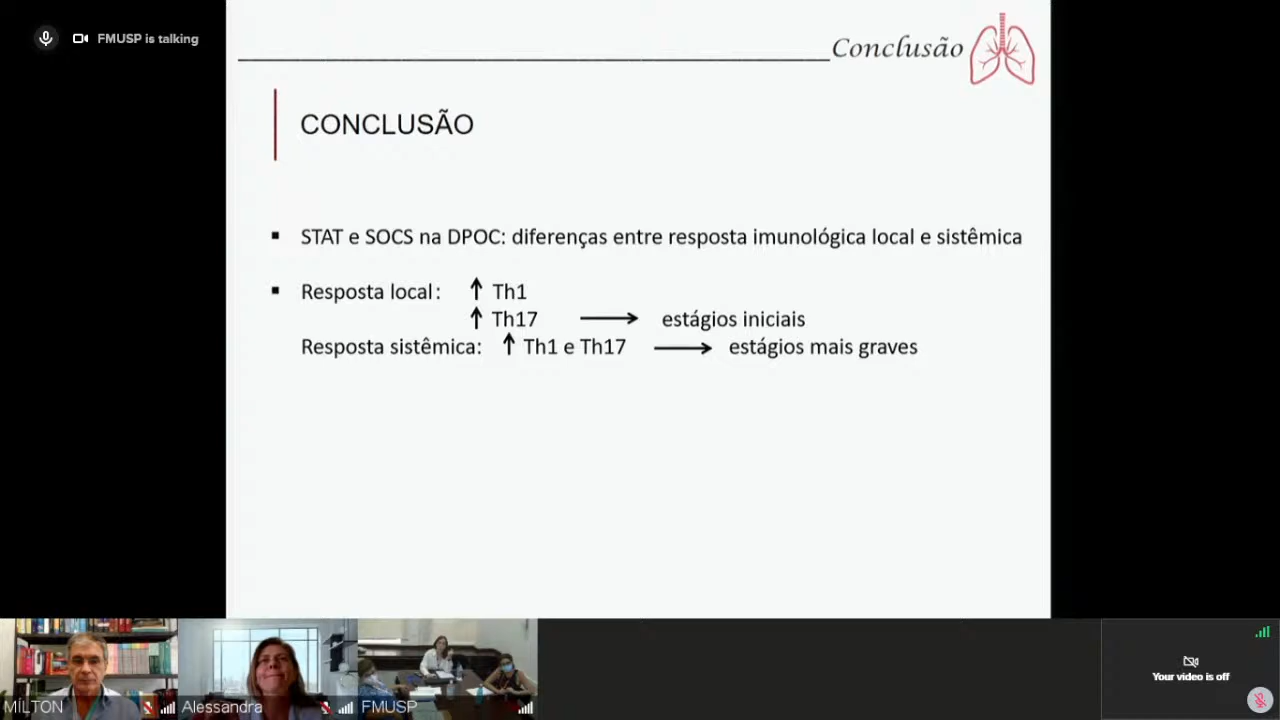 FMUSP is talking
Conclusão
CONCLUSÃO
▪ STAT e SOCS na DPOC: diferenças entre resposta imunológica local e sistêmica
▪ Resposta local: ↑ Th1
↑ Th17 → estágios iniciais
Resposta sistêmica: ↑ Th1 e Th17 → estágios mais graves
MÍLTON
Alessandra
FMUSP
Your video is off